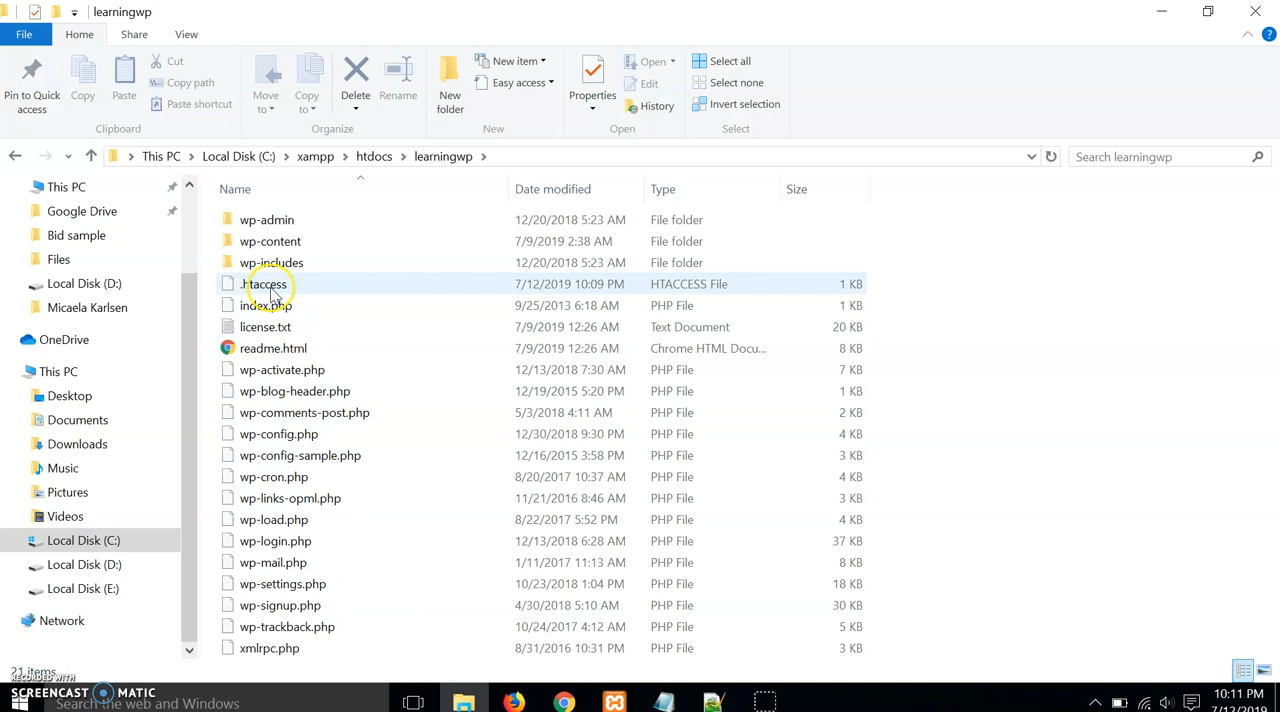 learningwp
File Home Share View
Pin to Quick access
Copy
Paste
Cut
Copy path
Paste shortcut
Clipboard
Move to
Copy to
Delete
Rename
Organize
New folder
New item
Easy access
New
Properties
Open
Edit
History
Open
Select all
Select none
Invert selection
Select
This PC > Local Disk (C:) > xampp > htdocs > learningwp >
Search learningwp
This PC
Google Drive
Bid sample
Files
Local Disk (D:)
Micaela Karlsen
OneDrive
This PC
Desktop
Documents
Downloads
Music
Pictures
Videos
Local Disk (C:)
Local Disk (D:)
Local Disk (E:)
Network
Name Date modified Type Size
wp-admin 12/20/2018 5:23 AM File folder
wp-content 7/9/2019 2:38 AM File folder
wp-includes 12/20/2018 5:23 AM File folder
.htaccess 7/12/2019 10:09 PM HTACCESS File 1 KB
index.php 9/25/2013 6:18 AM PHP File 1 KB
license.txt 7/9/2019 12:26 AM Text Document 20 KB
readme.html 7/9/2019 12:26 AM Chrome HTML Docu... 8 KB
wp-activate.php 12/13/2018 7:30 AM PHP File 7 KB
wp-blog-header.php 12/19/2015 5:20 PM PHP File 1 KB
wp-comments-post.php 5/3/2018 4:11 AM PHP File 2 KB
wp-config.php 12/30/2018 9:30 PM PHP File 4 KB
wp-config-sample.php 12/16/2015 3:58 PM PHP File 3 KB
wp-cron.php 8/20/2017 10:37 AM PHP File 4 KB
wp-links-opml.php 11/21/2016 8:46 AM PHP File 3 KB
wp-load.php 8/22/2017 5:52 PM PHP File 4 KB
wp-login.php 12/13/2018 6:28 AM PHP File 37 KB
wp-mail.php 1/11/2017 11:13 AM PHP File 8 KB
wp-settings.php 10/23/2018 1:04 PM PHP File 18 KB
wp-signup.php 4/30/2018 5:10 AM PHP File 30 KB
wp-trackback.php 10/24/2017 4:12 AM PHP File 5 KB
xmlrpc.php 8/31/2016 10:31 PM PHP File 3 KB
21 items
RECORDED WITH
SCREENCAST MATIC
Search the web and Windows
10:11 PM
7/12/2019